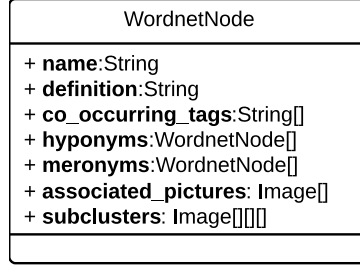 WordnetNode
+ name:String
+ definition:String
+ co_occurring_tags:String[]
+ hyponyms:WordnetNode[]
+ meronyms:WordnetNode[]
+ associated_pictures: Image[]
+ subclusters: Image[][][]